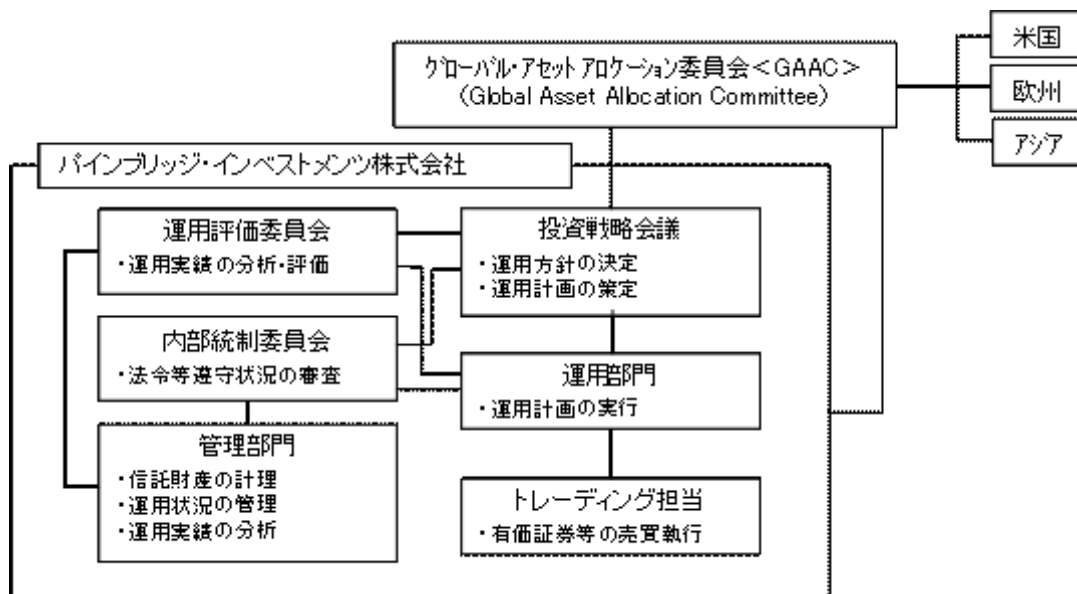 グローバル・アセットアロケーション委員会<GAAC>
(Global Asset Allocation Committee)
米国
欧州
アジア
パインブリッジ・インベストメンツ株式会社
運用評価委員会
・運用実績の分析・評価
投資戦略会議
・運用方針の決定
・運用計画の策定
内部統制委員会
・法令等遵守状況の審査
運用部門
・運用計画の実行
管理部門
・信託財産の計理
・運用状況の管理
・運用実績の分析
トレーディング担当
・有価証券等の売買執行